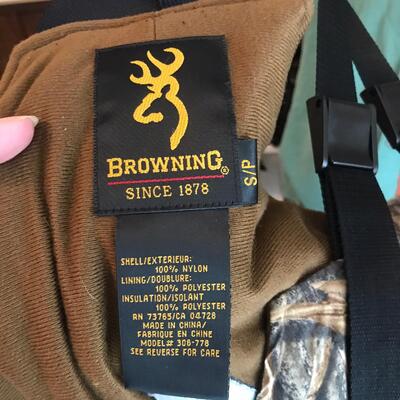 BROWNING®
SINCE 1878
S/P
SHELL/EXTERIEUR:
100% NYLON
LINING/DOUBLURE:
100% POLYESTER
INSULATION/ISOLANT
100% POLYESTER
RN 73765/CA 04728
MADE IN CHINA/
FABRIQUE EN CHINE
MODEL# 306-778
SEE REVERSE FOR CARE